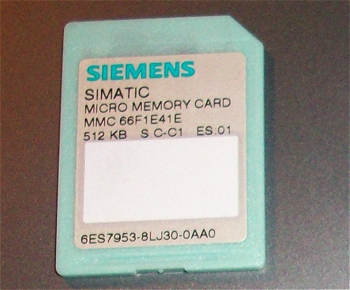 SIEMENS
SIMATIC
MICRO MEMORY CARD
MMC 66F1E41E
512 KB S C-C1 ES:01
6ES7953-8LJ30-0AA0